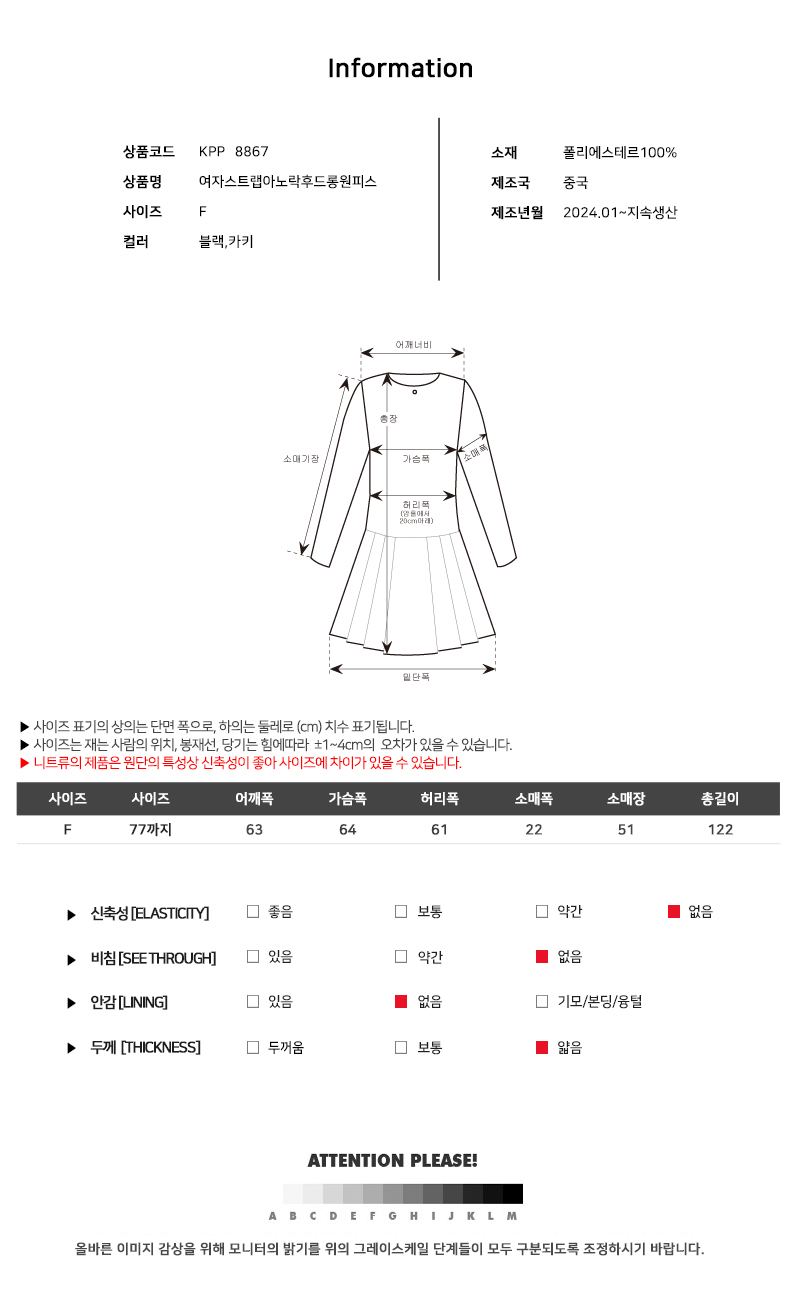 Information
상품코드 KPP 8867
상품명 여자스트랩아노락후드롱원피스
사이즈 F
컬러 블랙,카키
소재 폴리에스테르100%
제조국 중국
제조년월 2024.01~지속생산
어깨너비
총장
소매기장
가슴폭
소매폭
허리폭
(암홀에서
20cm아래)
밑단폭
▶ 사이즈 표기의 상의는 단면 폭으로, 하의는 둘레로 (cm) 치수 표기됩니다.
▶ 사이즈는 재는 사람의 위치, 봉재선, 당기는 힘에따라 ±1~4cm의 오차가 있을 수 있습니다.
▶ 니트류의 제품은 원단의 특성상 신축성이 좋아 사이즈에 차이가 있을 수 있습니다.
사이즈 사이즈 어깨폭 가슴폭 허리폭 소매폭 소매장 총길이
F 77까지 63 64 61 22 51 122
▶ 신축성 [ELASTICITY] 좋음 보통 약간 없음
▶ 비침 [SEE THROUGH] 있음 약간 없음
▶ 안감 [LINING] 있음 없음 기모/본딩/융털
▶ 두께 [THICKNESS] 두꺼움 보통 얇음
ATTENTION PLEASE!
A B C D E F G H I J K L M
올바른 이미지 감상을 위해 모니터의 밝기를 위의 그레이스케일 단계들이 모두 구분되도록 조정하시기 바랍니다.